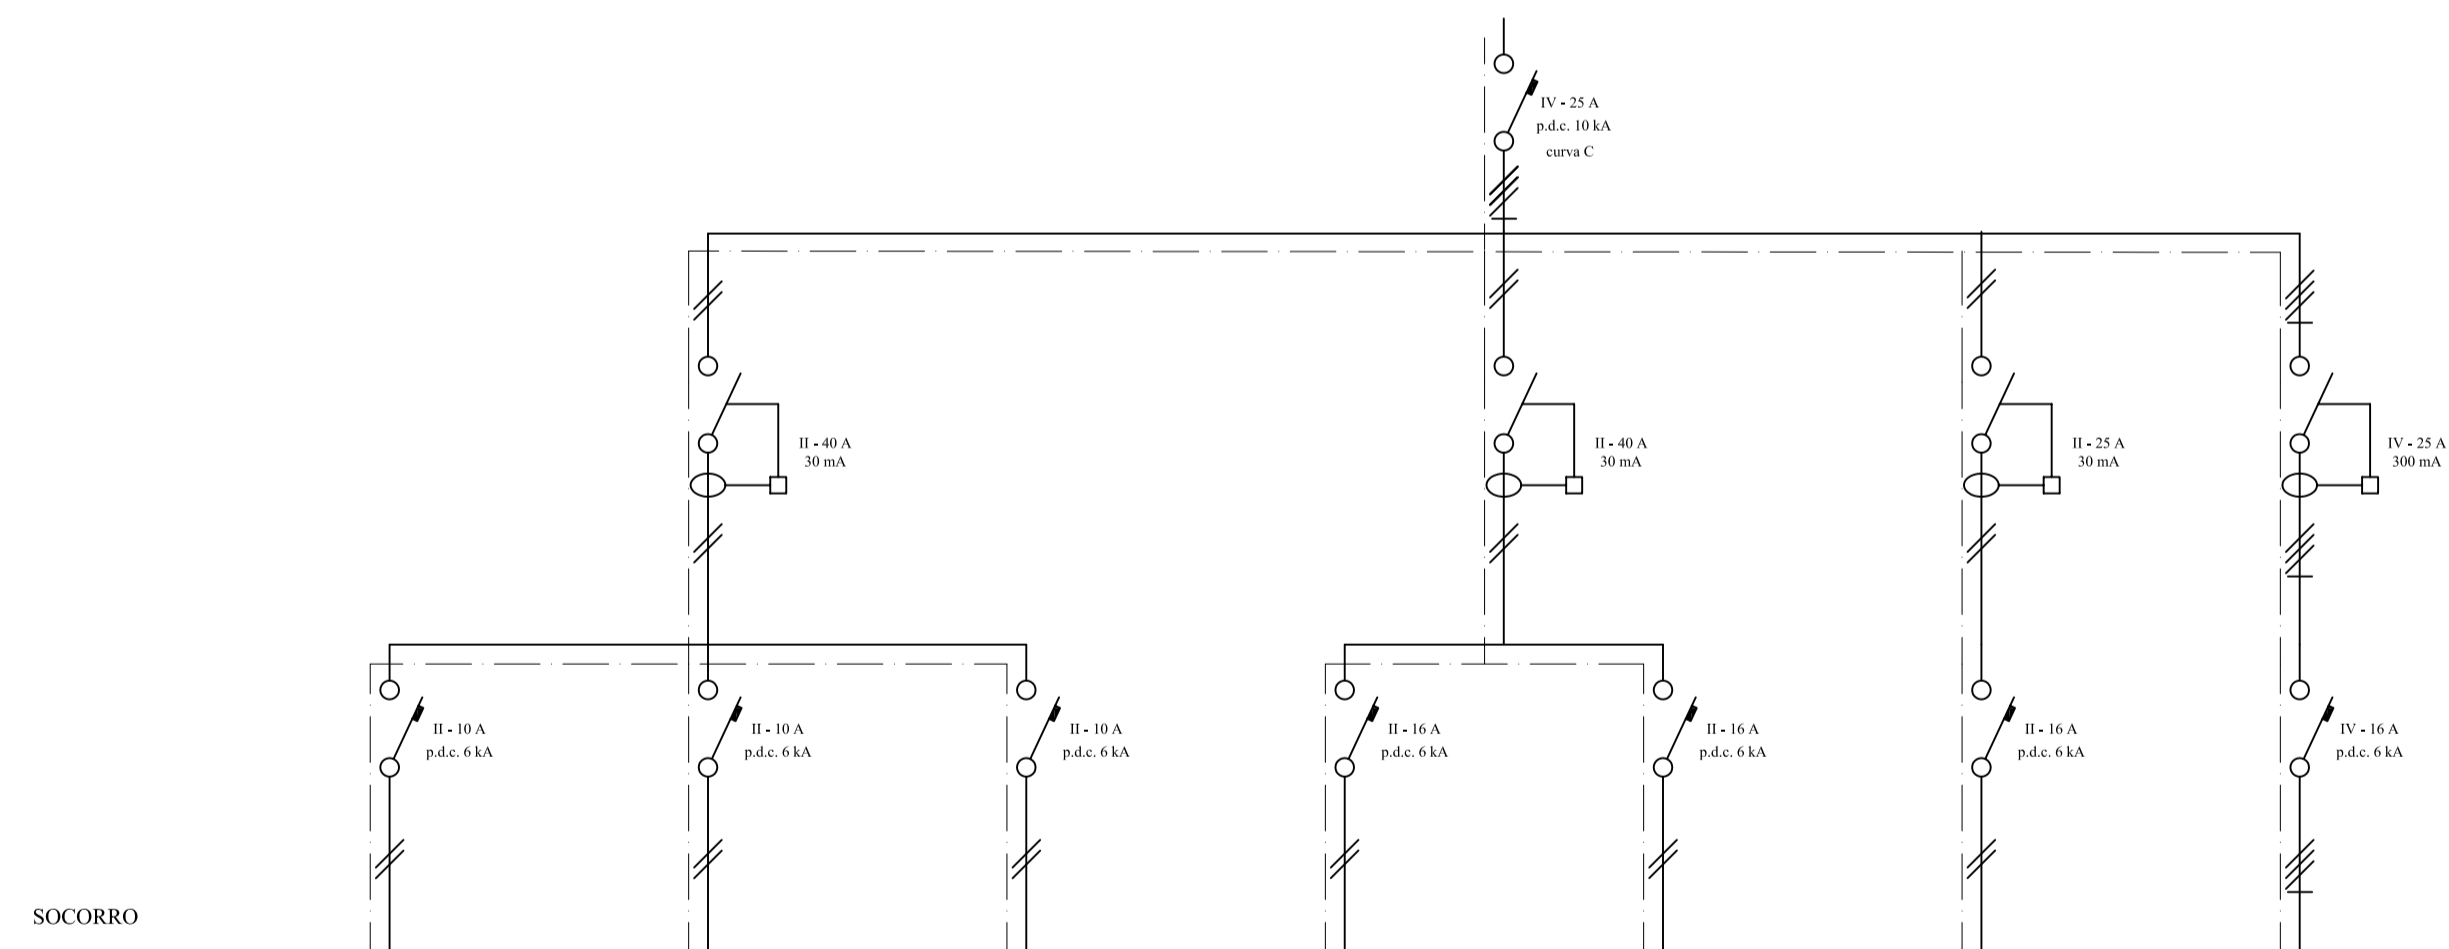 IV - 25 A
p.d.c. 10 kA
curva C
II - 40 A
30 mA
II - 40 A
30 mA
II - 25 A
30 mA
IV - 25 A
300 mA
II - 10 A
p.d.c. 6 kA
II - 10 A
p.d.c. 6 kA
II - 10 A
p.d.c. 6 kA
II - 16 A
p.d.c. 6 kA
II - 16 A
p.d.c. 6 kA
II - 16 A
p.d.c. 6 kA
IV - 16 A
p.d.c. 6 kA
SOCORRO